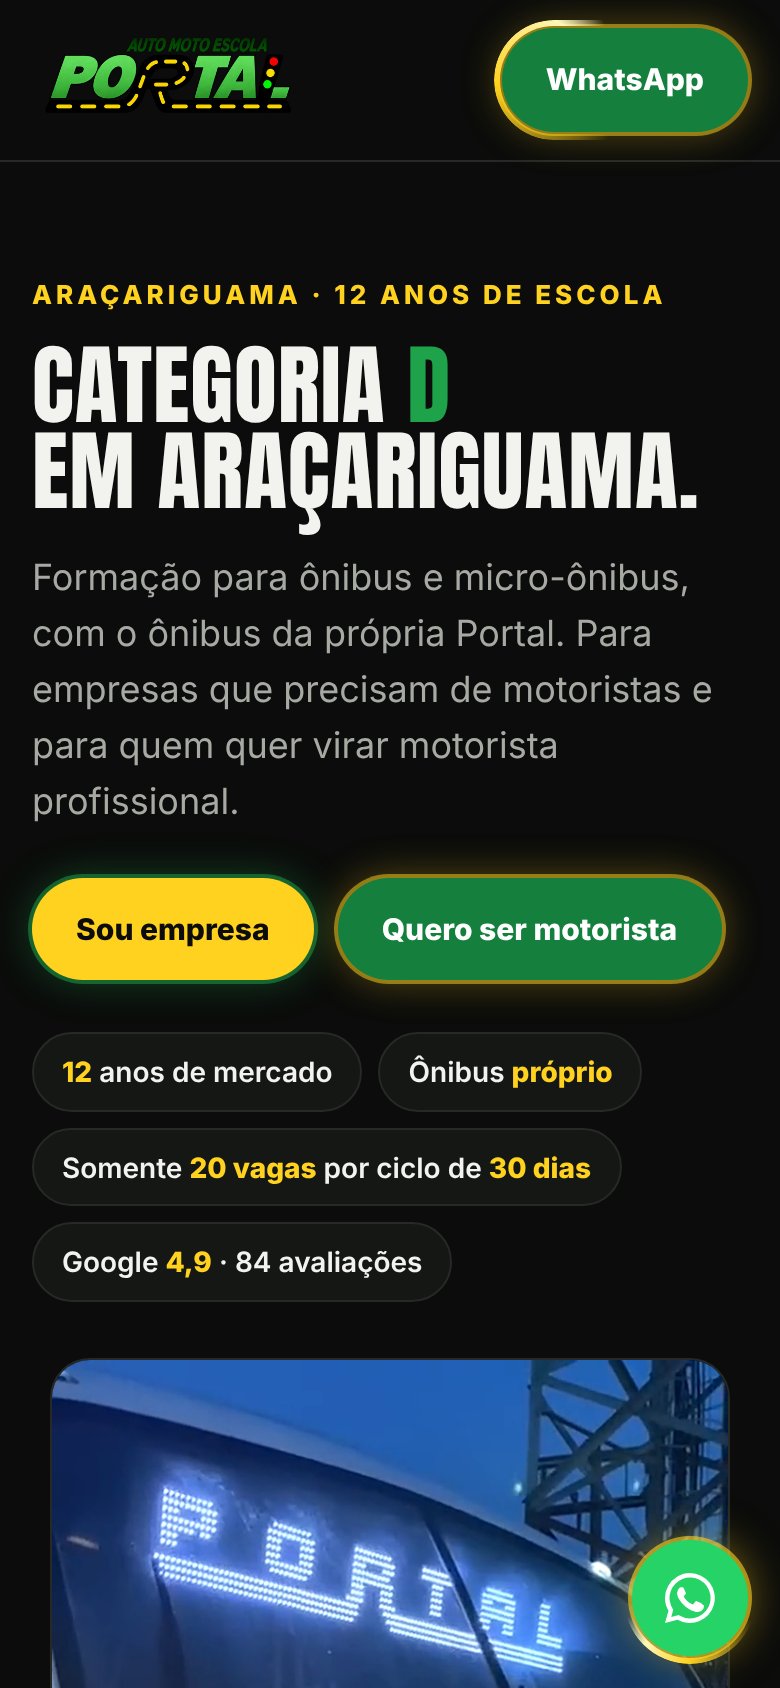 AUTO MOTO ESCOLA
PORTAL
WhatsApp
ARAÇARIGUAMA · 12 ANOS DE ESCOLA
CATEGORIA D
EM ARAÇARIGUAMA.
Formação para ônibus e micro-ônibus,
com o ônibus da própria Portal. Para
empresas que precisam de motoristas e
para quem quer virar motorista
profissional.
Sou empresa
Quero ser motorista
12 anos de mercado
Ônibus próprio
Somente 20 vagas por ciclo de 30 dias
Google 4,9 · 84 avaliações
PORTAL